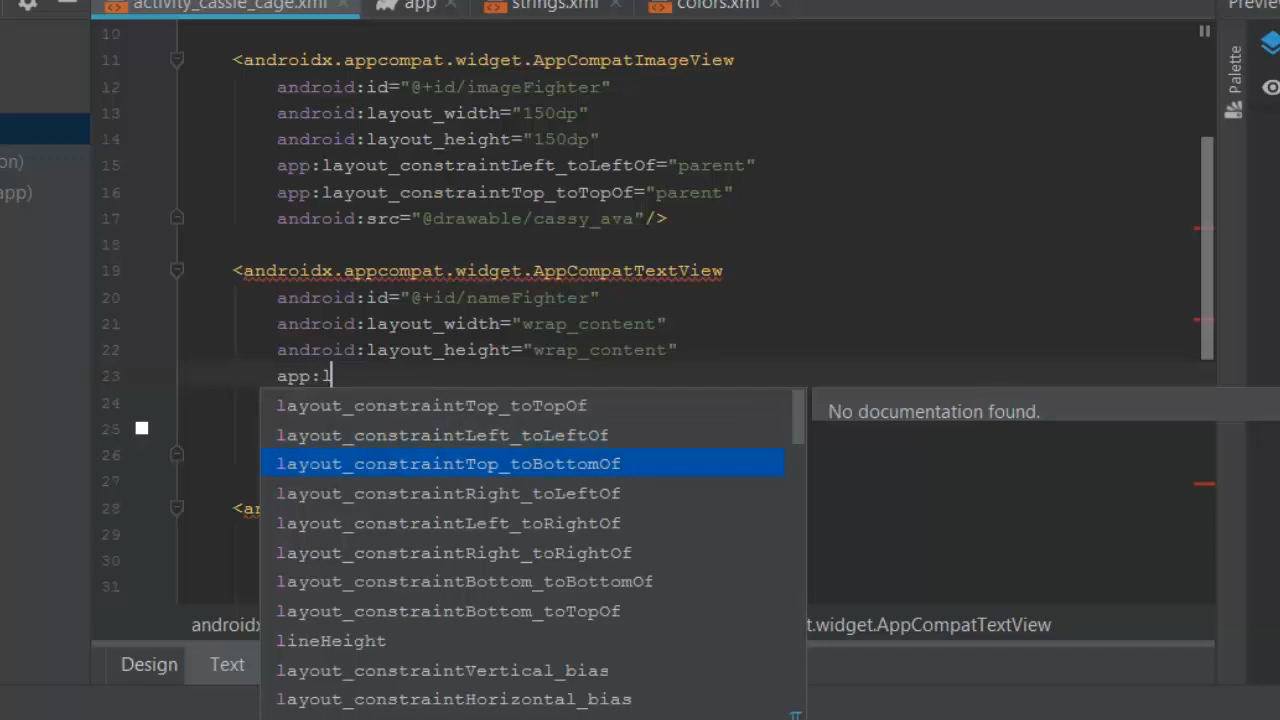 activity_cassie_cage.xml
app
strings.xml
colors.xml
Preview
Palette
10
11 <androidx.appcompat.widget.AppCompatImageView
12 android:id="@+id/imageFighter"
13 android:layout_width="150dp"
14 android:layout_height="150dp"
15 app:layout_constraintLeft_toLeftOf="parent"
16 app:layout_constraintTop_toTopOf="parent"
17 android:src="@drawable/cassy_ava"/>
18
19 <androidx.appcompat.widget.AppCompatTextView
20 android:id="@+id/nameFighter"
21 android:layout_width="wrap_content"
22 android:layout_height="wrap_content"
23 app:l
24
25
26
27
28 <an
29
30
31
layout_constraintTop_toTopOf
layout_constraintLeft_toLeftOf
layout_constraintTop_toBottomOf
layout_constraintRight_toLeftOf
layout_constraintLeft_toRightOf
layout_constraintRight_toRightOf
layout_constraintBottom_toBottomOf
layout_constraintBottom_toTopOf
lineHeight
layout_constraintVertical_bias
layout_constraintHorizontal_bias
No documentation found.
on)
app)
androidx
t.widget.AppCompatTextView
Design Text
π